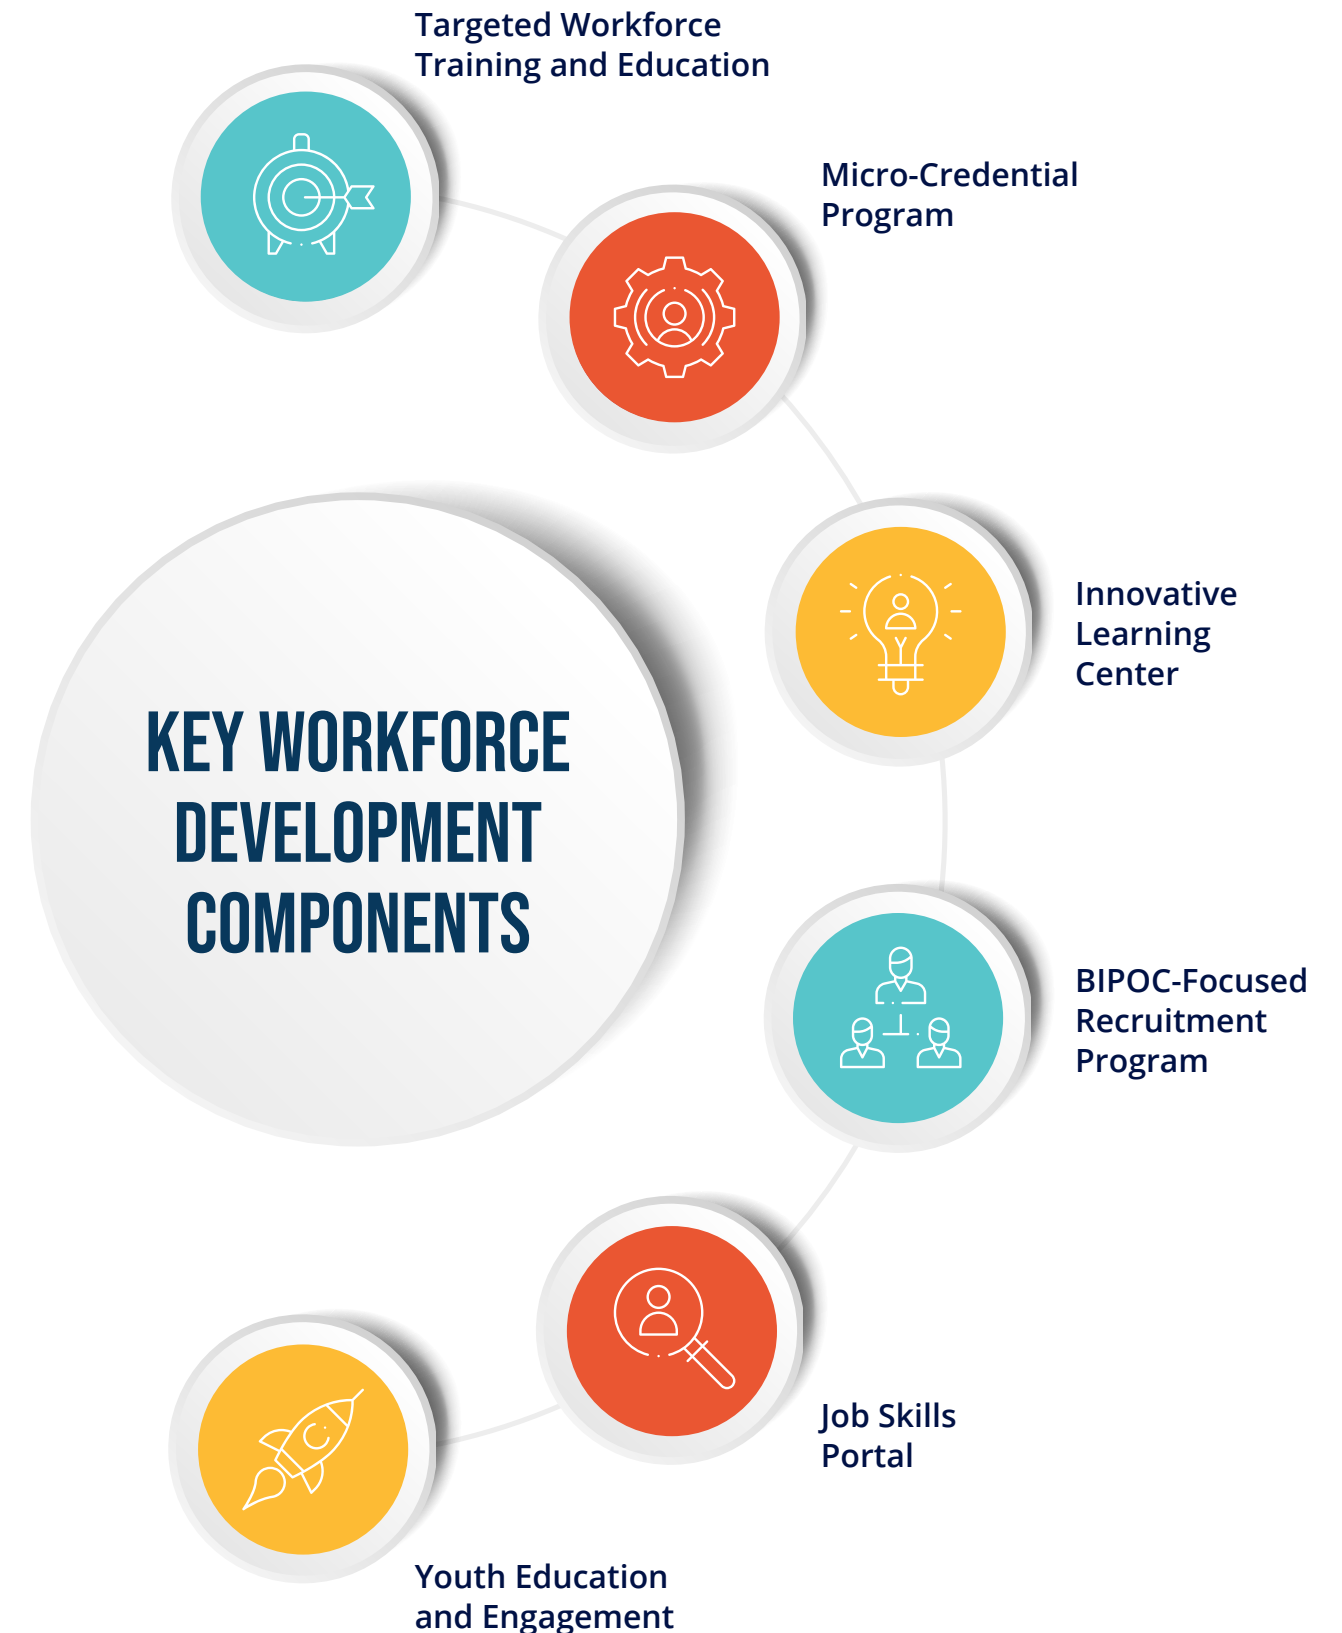 Targeted Workforce
Training and Education
Micro-Credential
Program
Innovative
Learning
Center
KEY WORKFORCE
DEVELOPMENT
COMPONENTS
BIPOC-Focused
Recruitment
Program
Job Skills
Portal
Youth Education
and Engagement